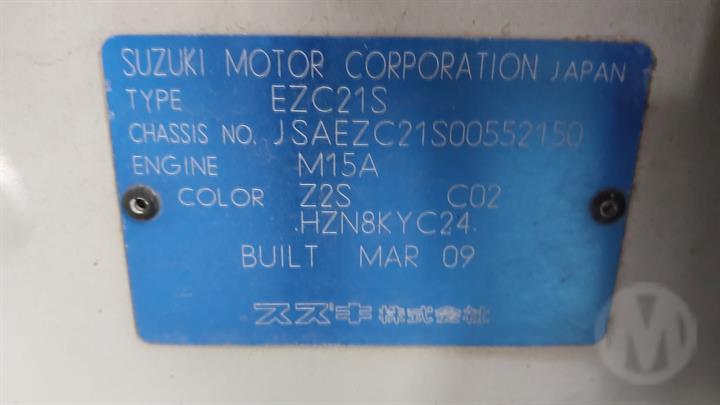 SUZUKI MOTOR CORPORATION JAPAN
TYPE EZC21S
CHASSIS NO. JSAEZC21S00552150
ENGINE M15A
COLOR Z2S C02
.HZN8KYC24.
BUILT MAR 09
スズキ株式会社
M